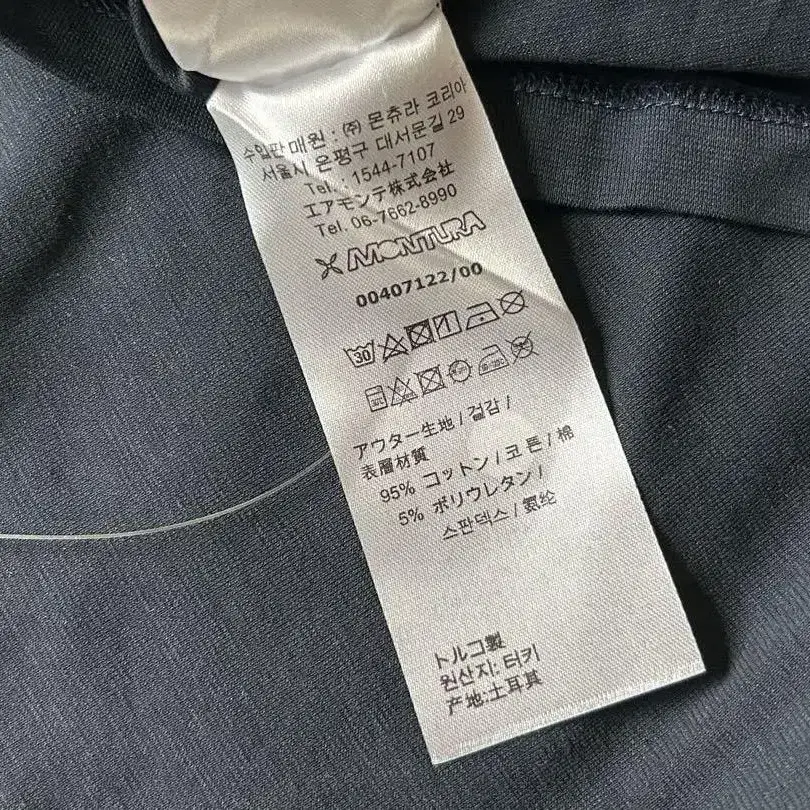 수입판매원 : ㈜ 몬츄라 코리아
서울시 은평구 대서문길 29
Tel. : 1544-7107
エアモンテ株式会社
Tel. 06-7662-8990
MONTURA
00407122/00
30
アウター生地 / 겉감 /
表層材質
95% コットン / 코 튼 / 棉
5% ポリウレタン /
스판덱스 / 氨纶
トルコ製
원산지: 터키
产地:土耳其